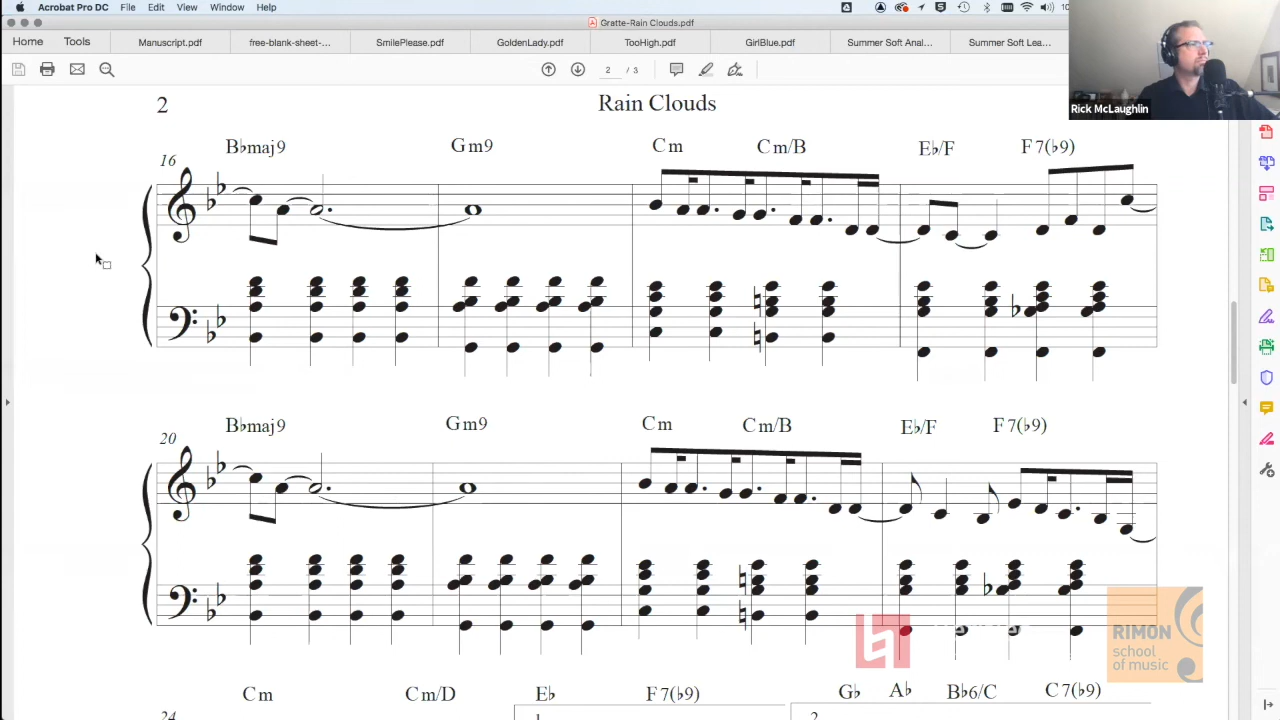 Acrobat Pro DC File Edit View Window Help
Gratte-Rain Clouds.pdf
Home Tools Manuscript.pdf free-blank-sheet-... SmilePlease.pdf GoldenLady.pdf TooHigh.pdf GirlBlue.pdf Summer Soft Anal... Summer Soft Lea...
2 / 3
Rick McLaughlin
2 Rain Clouds
B♭maj9 Gm9 Cm Cm/B E♭/F F7(♭9)
16
B♭maj9 Gm9 Cm Cm/B E♭/F F7(♭9)
20
RIMON
school
of music
Cm Cm/D E♭ F7(♭9) G♭ A♭ B♭6/C C7(♭9)
24 1. 2.